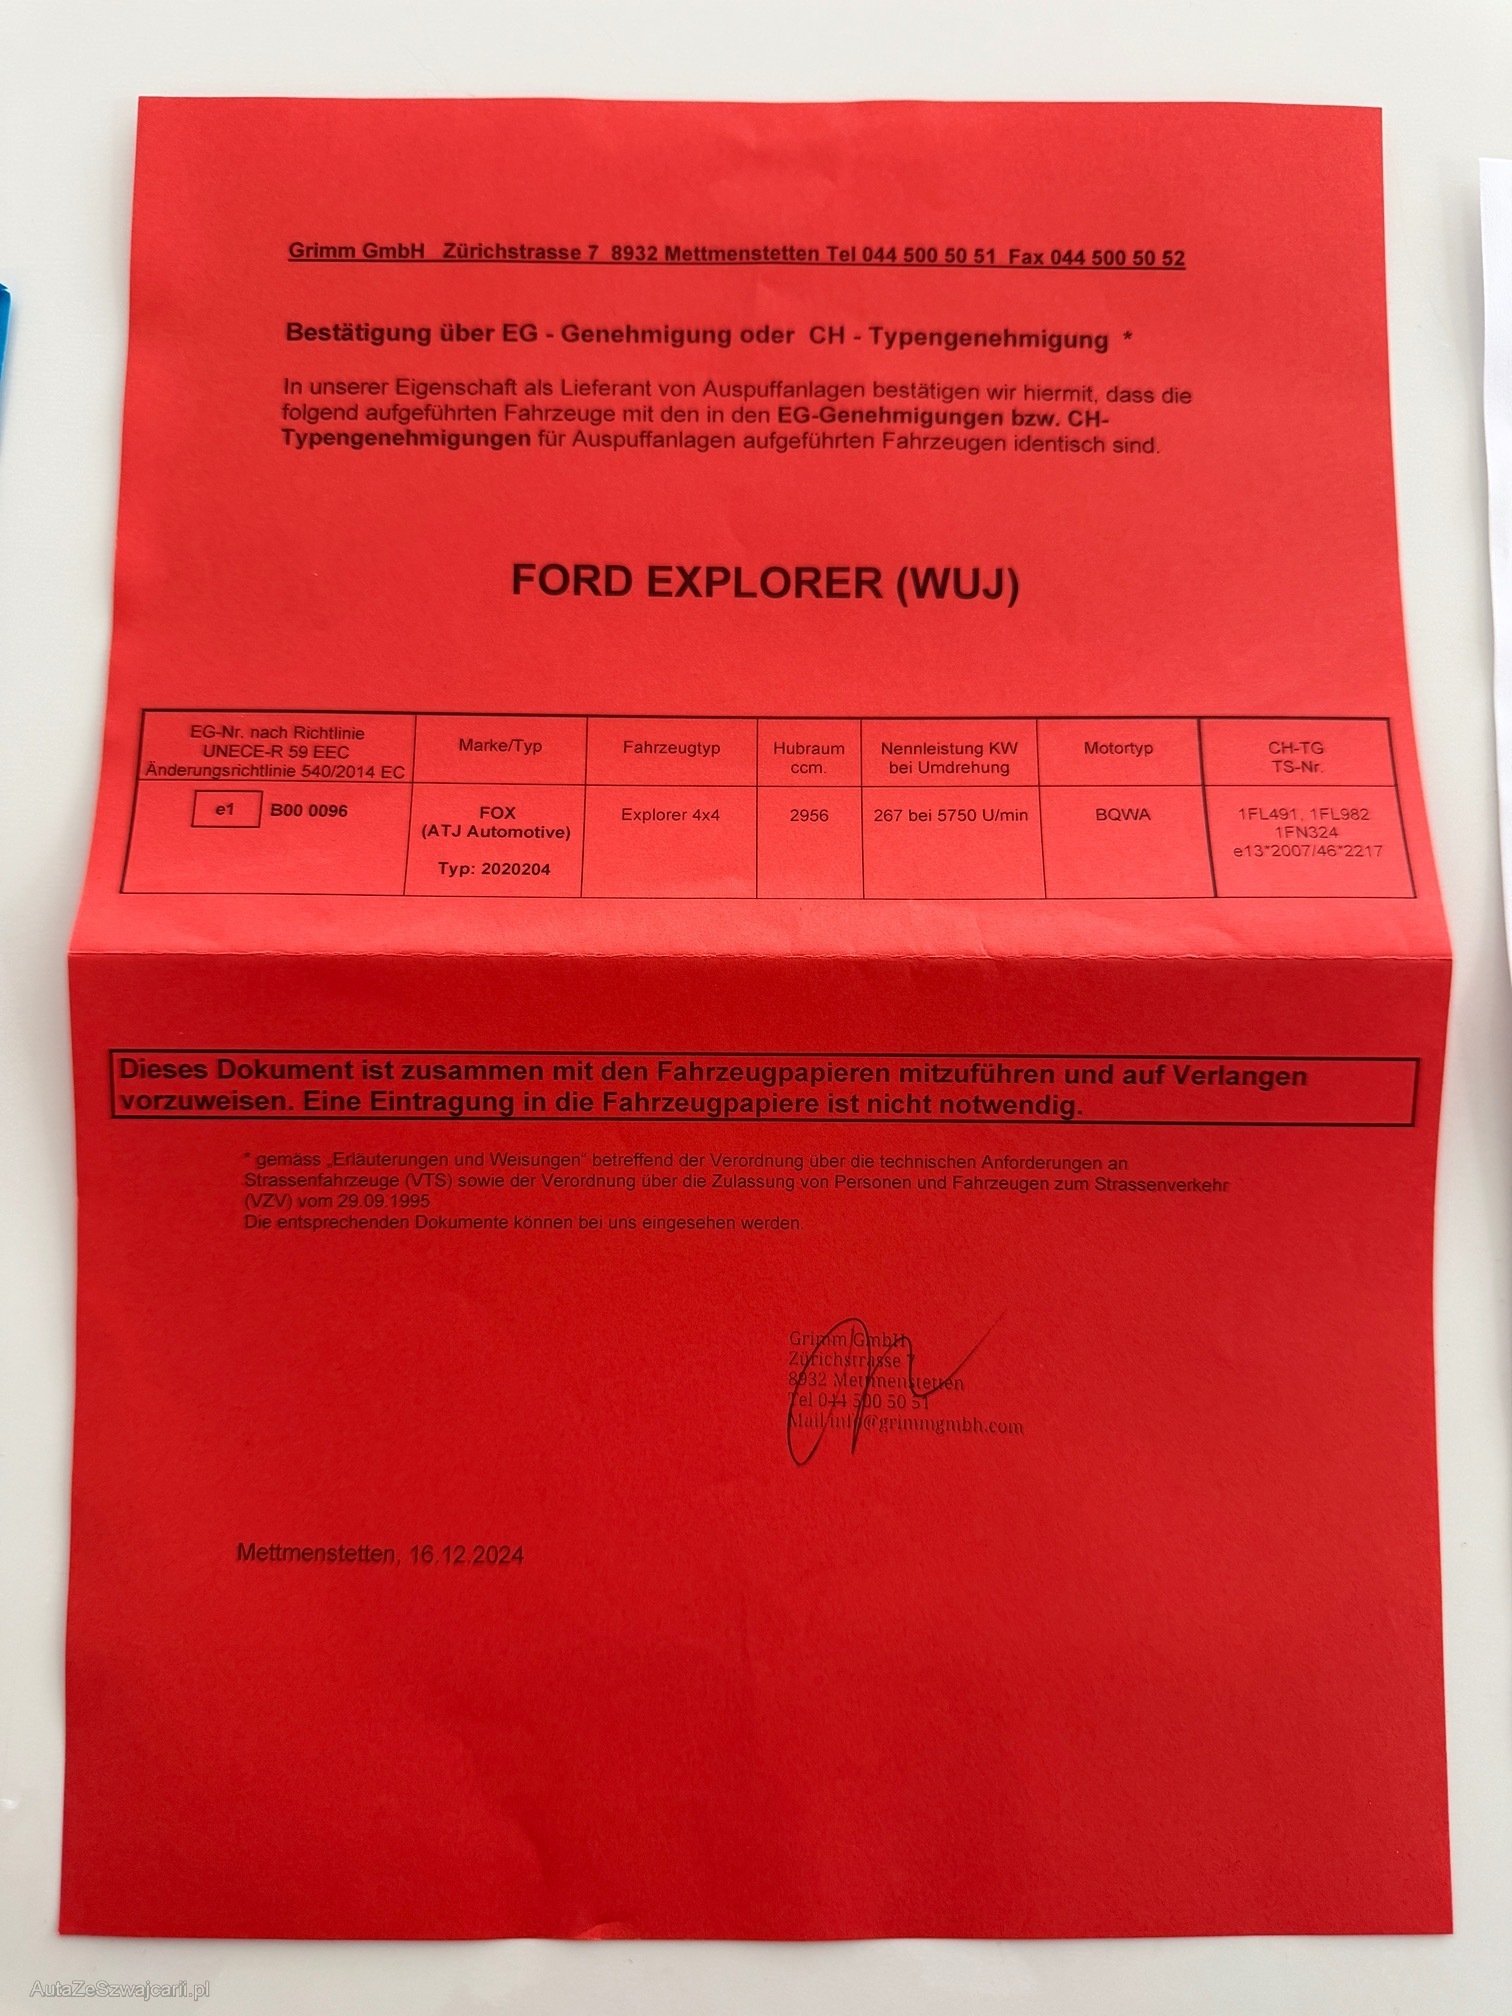 Grimm GmbH Zürichstrasse 7 8932 Mettmenstetten Tel 044 500 50 51 Fax 044 500 50 52
Bestätigung über EG - Genehmigung oder CH - Typengenehmigung *
In unserer Eigenschaft als Lieferant von Auspuffanlagen bestätigen wir hiermit, dass die
folgend aufgeführten Fahrzeuge mit den in den EG-Genehmigungen bzw. CH-
Typengenehmigungen für Auspuffanlagen aufgeführten Fahrzeugen identisch sind.
FORD EXPLORER (WUJ)
EG-Nr. nach Richtlinie
UNECE-R 59 EEC
Änderungsrichtlinie 540/2014 EC
Marke/Typ
Fahrzeugtyp
Hubraum
ccm.
Nennleistung KW
bei Umdrehung
Motortyp
CH-TG
TS-Nr.
e1 B00 0096
FOX
(ATJ Automotive)
Typ: 2020204
Explorer 4x4
2956
267 bei 5750 U/min
BQWA
1FL491, 1FL982
1FN324
e13*2007/46*2217
Dieses Dokument ist zusammen mit den Fahrzeugpapieren mitzuführen und auf Verlangen
vorzuweisen. Eine Eintragung in die Fahrzeugpapiere ist nicht notwendig.
* gemäss „Erläuterungen und Weisungen" betreffend der Verordnung über die technischen Anforderungen an
Strassenfahrzeuge (VTS) sowie der Verordnung über die Zulassung von Personen und Fahrzeugen zum Strassenverkehr
(VZV) vom 29.09.1995
Die entsprechenden Dokumente können bei uns eingesehen werden.
Grimm GmbH
Zürichstrasse 7
8932 Mettmenstetten
Tel 044 500 50 51
Mail info@grimmgmbh.com
Mettmenstetten, 16.12.2024
AutaZeSzwajcarii.pl